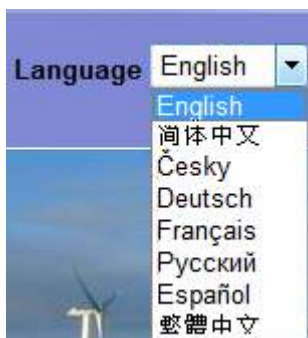 Language English
English
简体中文
Česky
Deutsch
Français
Русский
Español
繁體中文